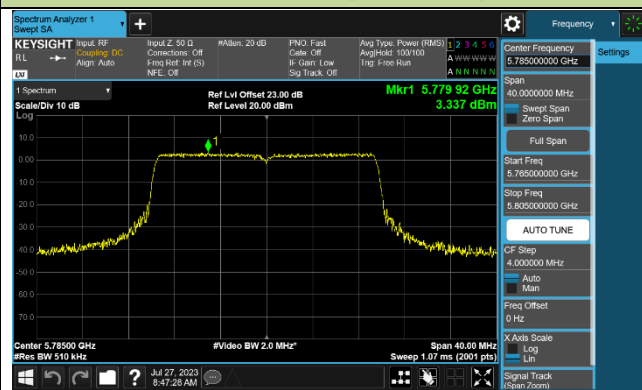 Spectrum Analyzer 1
Swept SA
+
Frequency
KEYSIGHT
RL
LXI
Input: RF
Coupling: DC
Align: Auto
Input Z: 50 Ω
Corrections: Off
Freq Ref: Int (S)
NFE: Off
#Atten: 20 dB
PNO: Fast
Gate: Off
IF Gain: Low
Sig Track: Off
Avg Type: Power (RMS)
Avg|Hold: 100/100
Trig: Free Run
1 2 3 4 5 6
A W W W W W
A N N N N N
Center Frequency
5.785000000 GHz
Settings
Span
40.0000000 MHz
Swept Span
Zero Span
Full Span
Start Freq
5.765000000 GHz
Stop Freq
5.805000000 GHz
AUTO TUNE
CF Step
4.000000 MHz
Auto
Man
Freq Offset
0 Hz
X Axis Scale
Log
Lin
Signal Track
(Span Zoom)
1 Spectrum
Scale/Div 10 dB
Log
Ref Lvl Offset 23.00 dB
Ref Level 20.00 dBm
Mkr1 5.779 92 GHz
3.337 dBm
1
10.0
0.00
-10.0
-20.0
-30.0
-40.0
-50.0
-60.0
-70.0
Center 5.78500 GHz
#Res BW 510 kHz
#Video BW 2.0 MHz*
Span 40.00 MHz
Sweep 1.07 ms (2001 pts)
?
Jul 27, 2023
8:47:28 AM